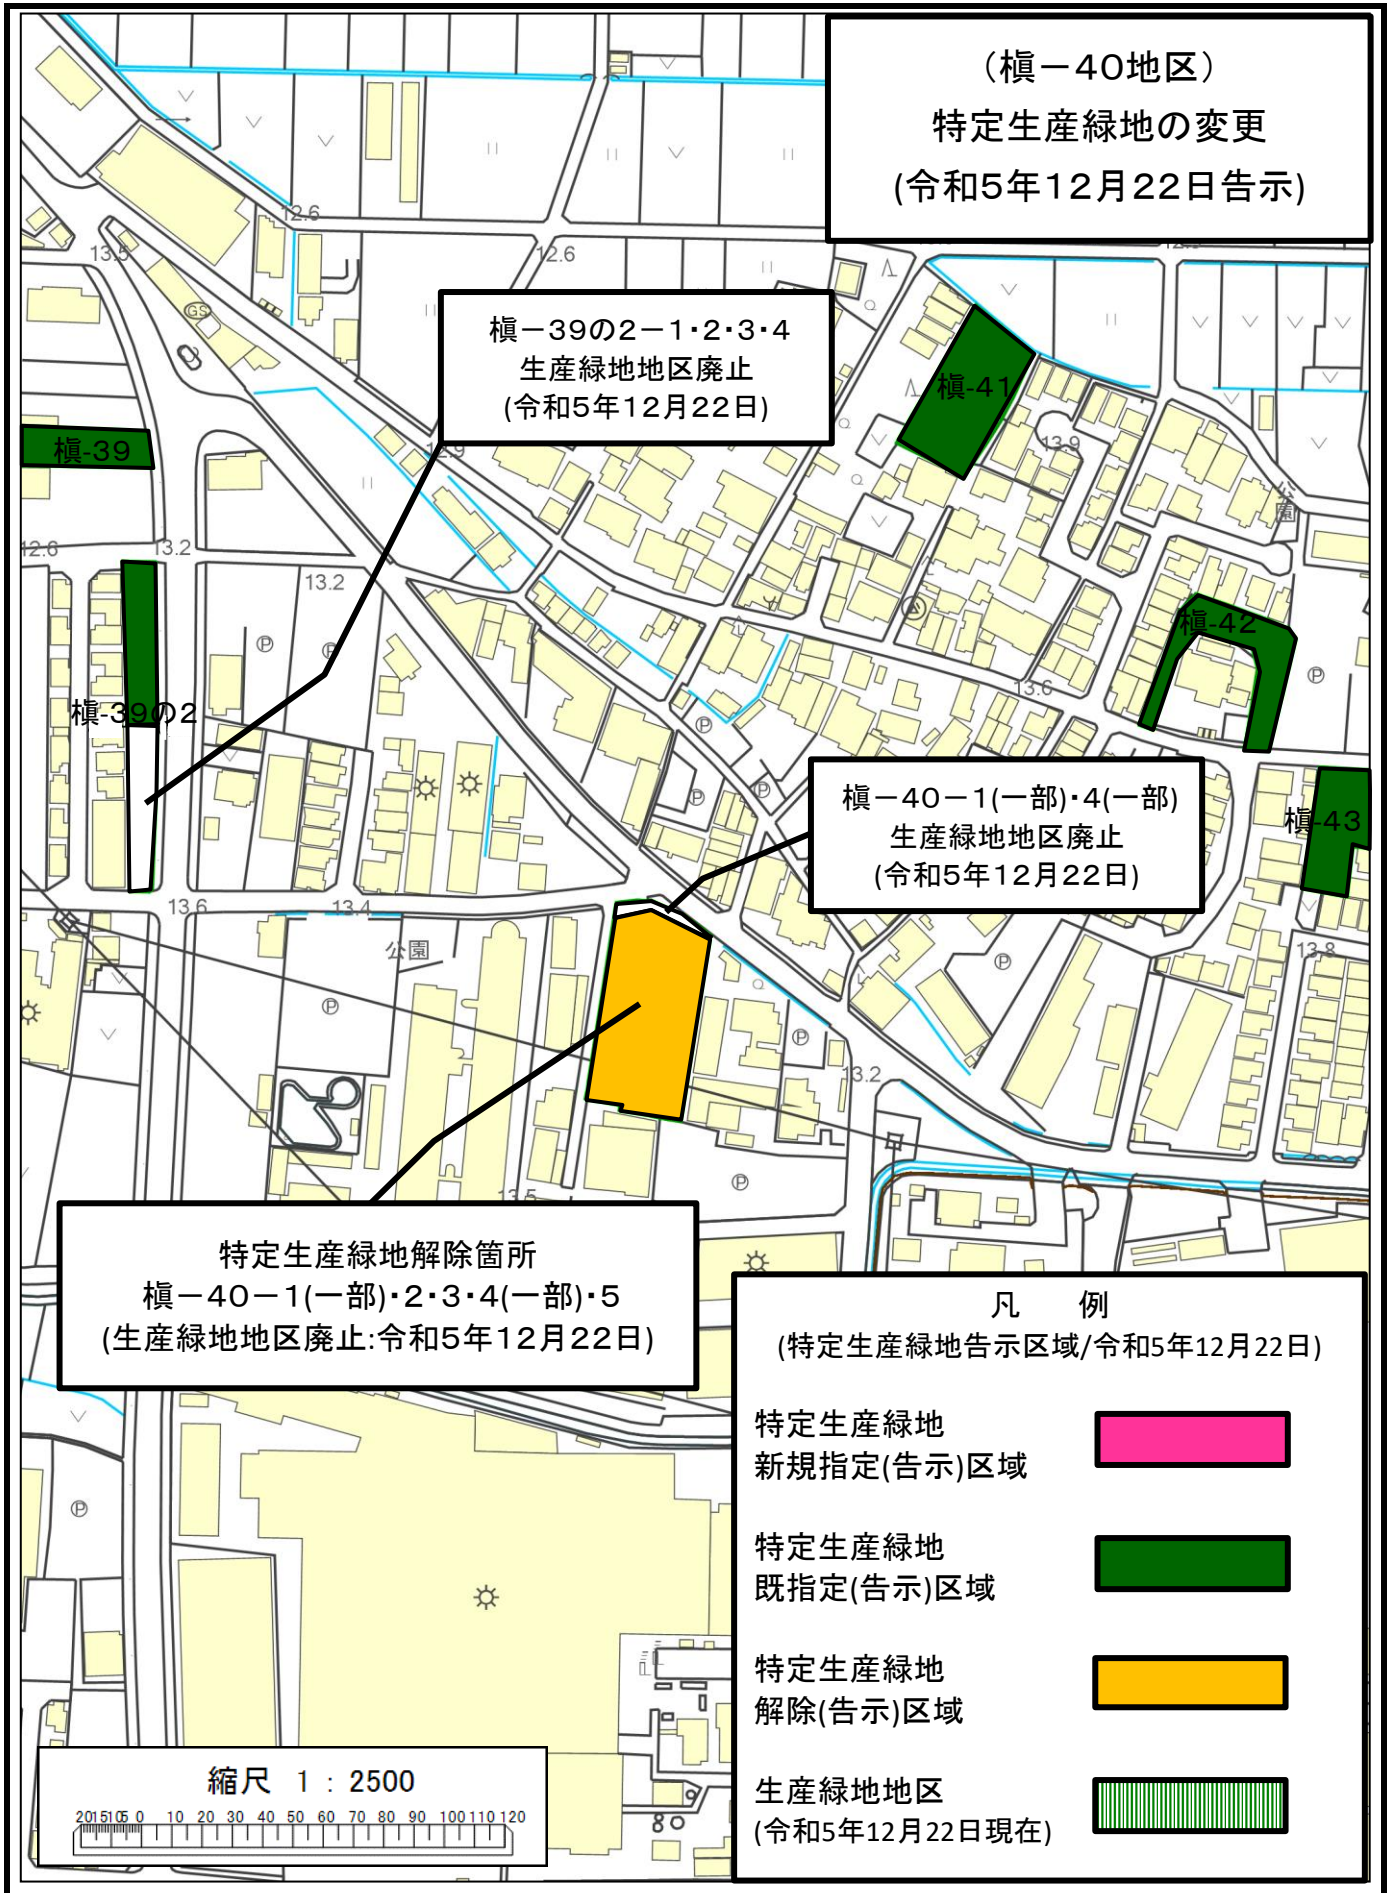 （槇－４０地区）
特定生産緑地の変更
(令和５年１２月２２日告示)
12.6
13.5
12.6
GS
槇－３９の２－１・２・３・４
生産緑地地区廃止
(令和５年１２月２２日)
槇-41
槇-39
12.9
13.9
公園
12.6
13.2
13.2
P
P
槇-42
13.6
P
槇-39の2
P
P
P
槇－４０－１(一部)・４(一部)
生産緑地地区廃止
(令和５年１２月２２日)
槇-43
13.6
13.4
公園
P
13.8
P
P
13.2
P
13.5
特定生産緑地解除箇所
槇－４０－１(一部)・２・３・４(一部)・５
(生産緑地地区廃止:令和５年１２月２２日)
凡　例
(特定生産緑地告示区域/令和5年12月22日)
特定生産緑地
新規指定(告示)区域
特定生産緑地
既指定(告示)区域
特定生産緑地
解除(告示)区域
生産緑地地区
(令和5年12月22日現在)
P
縮尺 1 : 2500
20 15 10 5 0 10 20 30 40 50 60 70 80 90 100 110 120